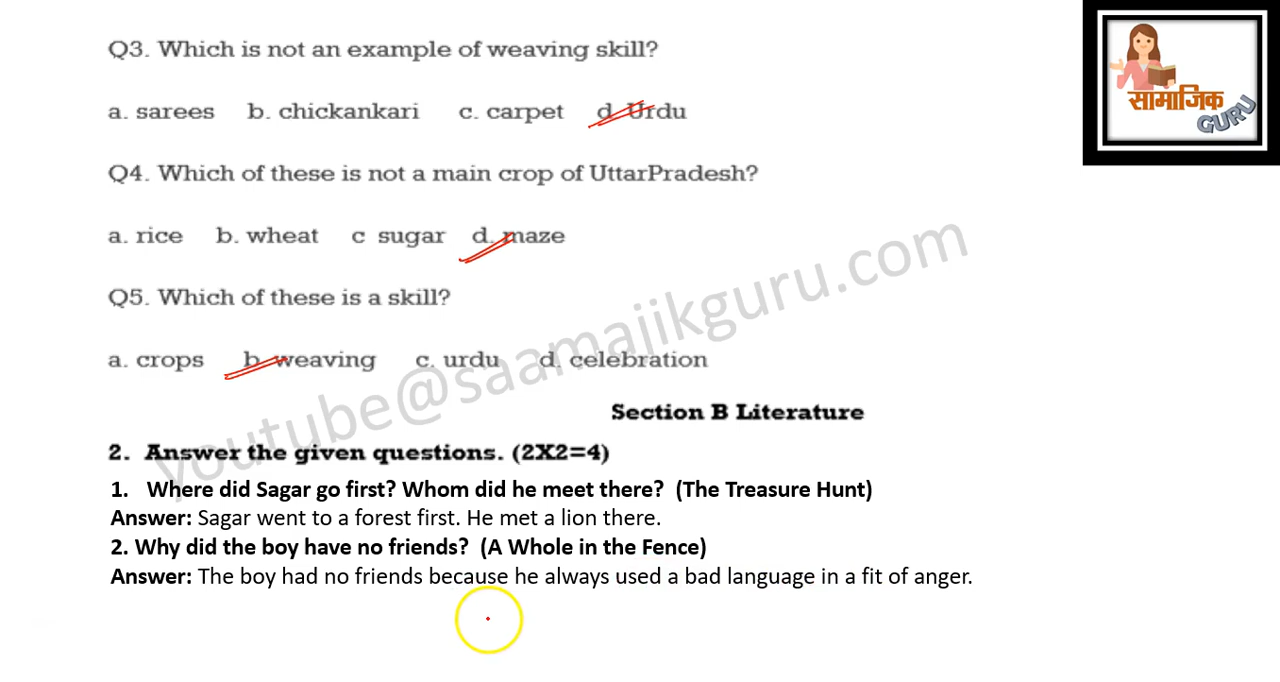 Q3. Which is not an example of weaving skill?
सामाजिक
GURU
a. sarees b. chickankari c. carpet d. Urdu
Q4. Which of these is not a main crop of UttarPradesh?
a. rice b. wheat c sugar d. maze
Q5. Which of these is a skill?
a. crops b. weaving c. urdu d. celebration
youtube@saamajikguru.com
Section B Literature
2. Answer the given questions. (2X2=4)
1. Where did Sagar go first? Whom did he meet there? (The Treasure Hunt)
Answer: Sagar went to a forest first. He met a lion there.
2. Why did the boy have no friends? (A Whole in the Fence)
Answer: The boy had no friends because he always used a bad language in a fit of anger.